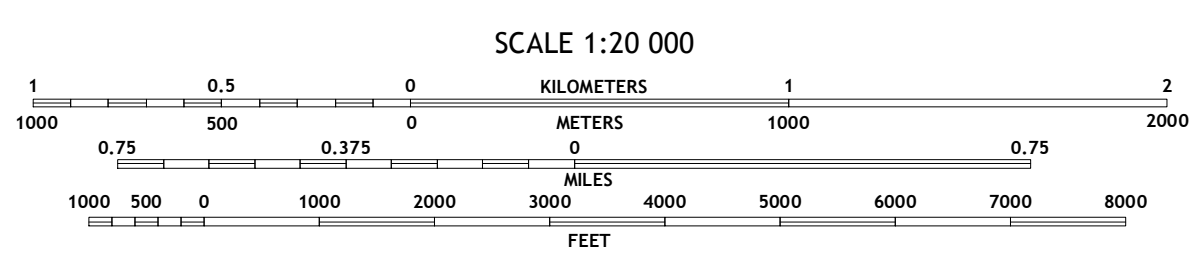 SCALE 1:20 000
1 0.5 0 KILOMETERS 1 2
1000 500 0 METERS 1000 2000
0.75 0.375 0 0.75
MILES
1000 500 0 1000 2000 3000 4000 5000 6000 7000 8000
FEET